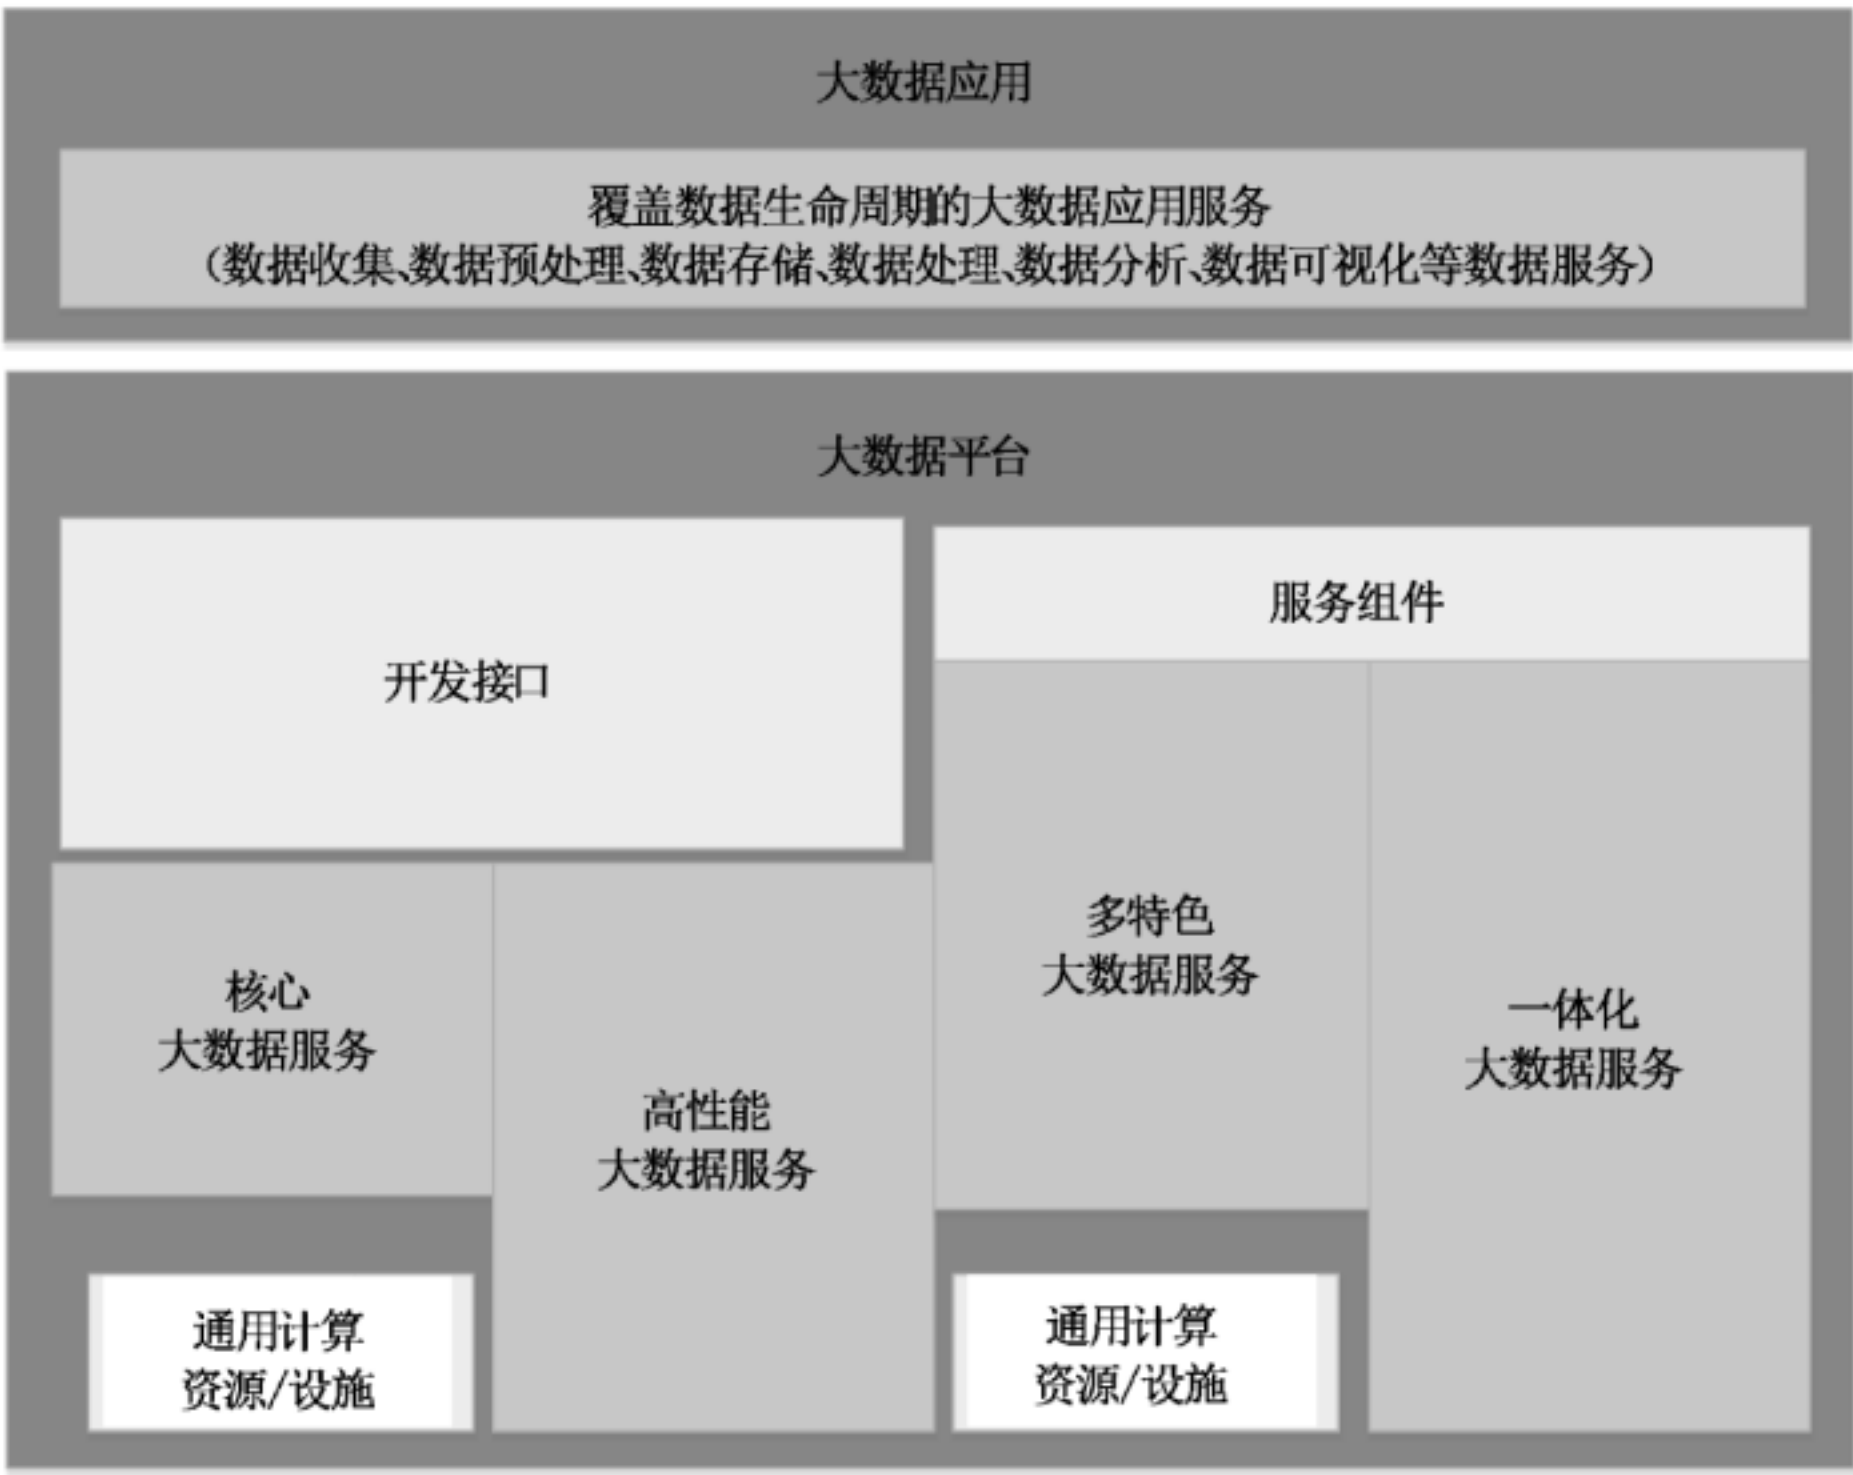 大数据应用
覆盖数据生命周期的大数据应用服务
（数据收集、数据预处理、数据存储、数据处理、数据分析、数据可视化等数据服务）
大数据平台
开发接口
服务组件
核心
大数据服务
高性能
大数据服务
多特色
大数据服务
一体化
大数据服务
通用计算
资源/设施
通用计算
资源/设施